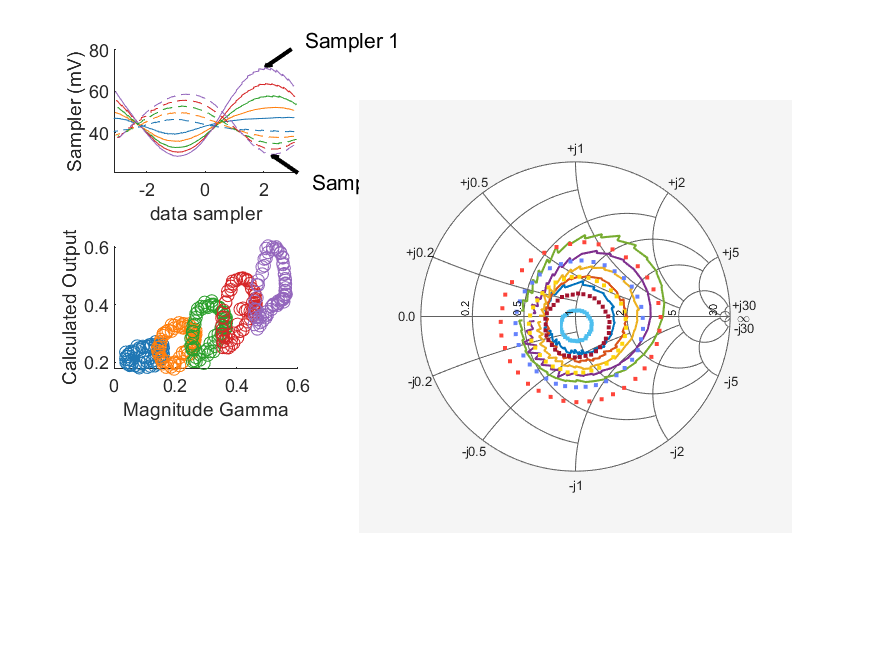 Sampler 1
80
60
40
Sampler (mV)
-2
0
2
data sampler
Samp
0.6
0.4
0.2
Calculated Output
0
0.2
0.4
0.6
Magnitude Gamma
+j1
+j0.5
+j2
+j0.2
+j5
+j30
0.0
0.2
0.5
1
2
5
30
∞
-j30
-j0.2
-j5
-j0.5
-j2
-j1